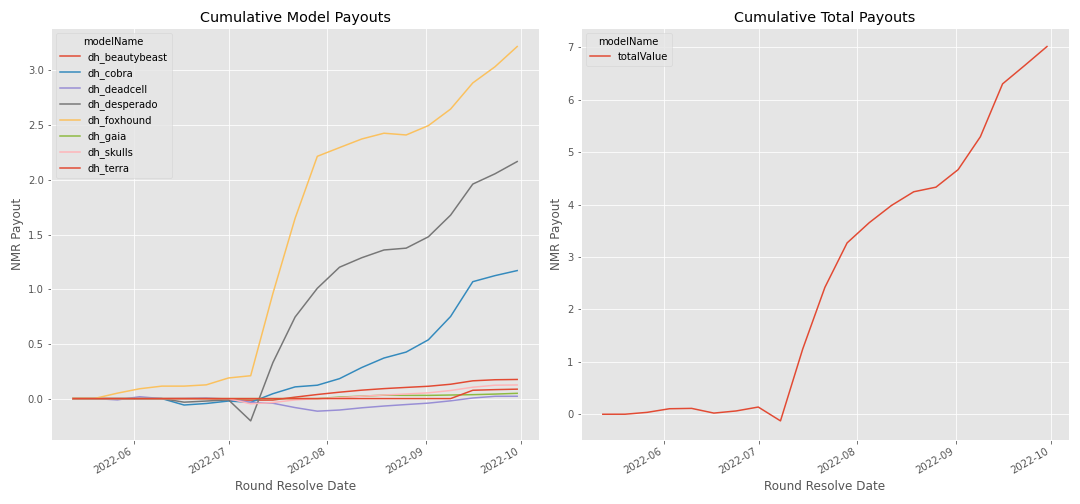 Cumulative Model Payouts
modelName
dh_beautybeast
dh_cobra
dh_deadcell
dh_desperado
dh_foxhound
dh_gaia
dh_skulls
dh_terra
NMR Payout
3.0
2.5
2.0
1.5
1.0
0.5
0.0
2022-06
2022-07
2022-08
2022-09
2022-10
Round Resolve Date
Cumulative Total Payouts
modelName
totalValue
NMR Payout
7
6
5
4
3
2
1
0
2022-06
2022-07
2022-08
2022-09
2022-10
Round Resolve Date